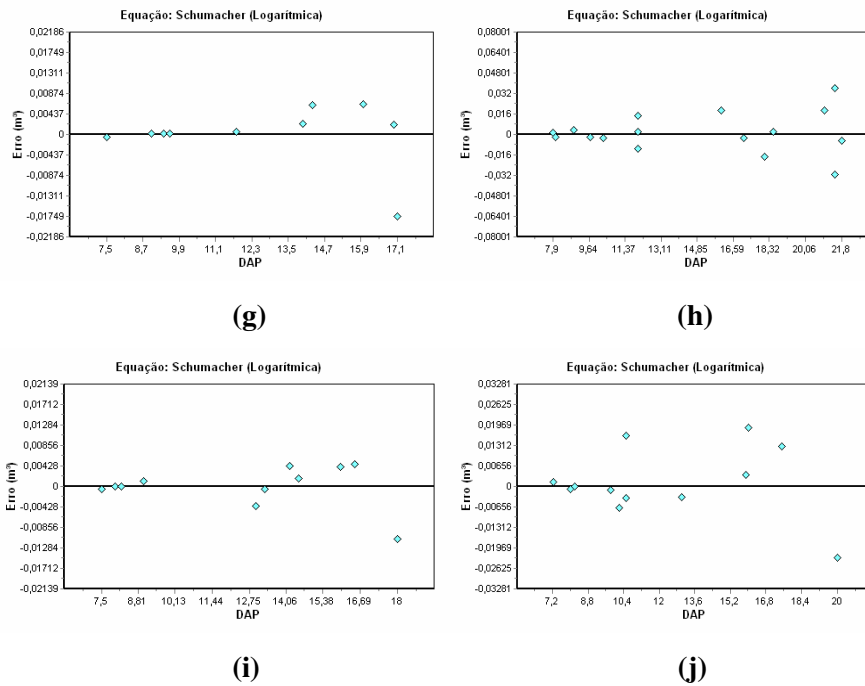 Equação: Schumacher (Logarítmica)
0,02186
0,01749
0,01311
0,00874
0,00437
0
-0,00437
-0,00874
-0,01311
-0,01749
-0,02186
Erro (m³)
7,5 8,7 9,9 11,1 12,3 13,5 14,7 15,9 17,1
DAP
(g)
Equação: Schumacher (Logarítmica)
0,08001
0,06401
0,04801
0,032
0,016
0
-0,016
-0,032
-0,04801
-0,06401
-0,08001
Erro (m³)
7,9 9,64 11,37 13,11 14,85 16,59 18,32 20,06 21,8
DAP
(h)
Equação: Schumacher (Logarítmica)
0,02139
0,01712
0,01284
0,00856
0,00428
0
-0,00428
-0,00856
-0,01284
-0,01712
-0,02139
Erro (m³)
7,5 8,81 10,13 11,44 12,75 14,06 15,38 16,69 18
DAP
(i)
Equação: Schumacher (Logarítmica)
0,03281
0,02625
0,01969
0,01312
0,00656
0
-0,00656
-0,01312
-0,01969
-0,02625
-0,03281
Erro (m³)
7,2 8,8 10,4 12 13,6 15,2 16,8 18,4 20
DAP
(j)